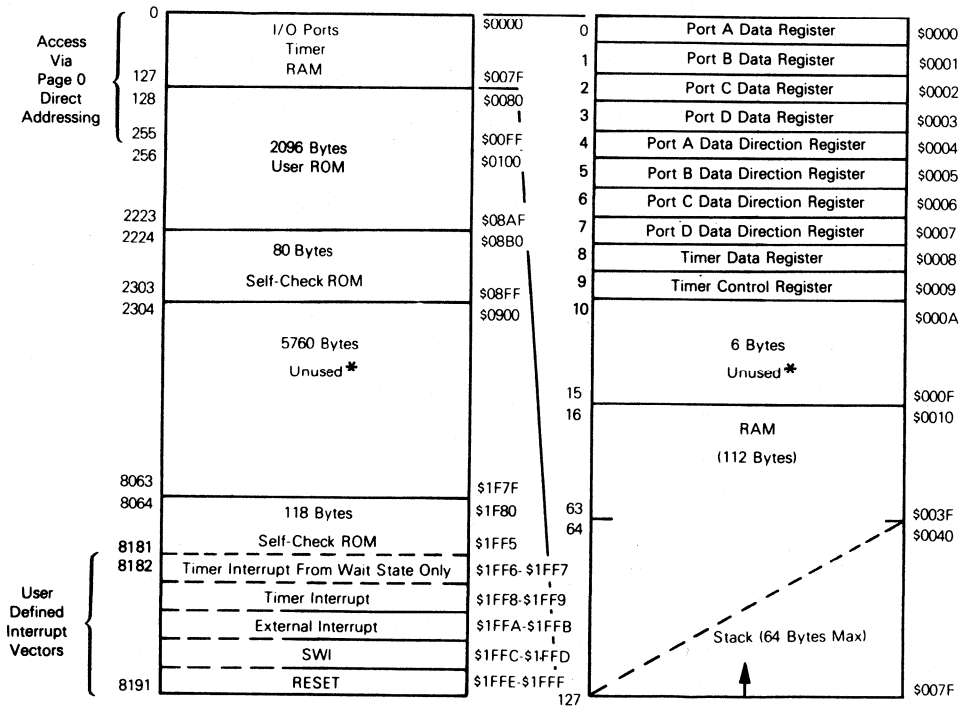 Access
Via
Page 0
Direct
Addressing
0
I/O Ports
Timer
RAM
$0000
127
$007F
128
$0080
255
$00FF
256
2096 Bytes
User ROM
$0100
2223
$08AF
2224
80 Bytes
Self-Check ROM
$08B0
2303
$08FF
2304
$0900
5760 Bytes
Unused *
8063
$1F7F
8064
118 Bytes
Self-Check ROM
$1F80
8181
$1FF5
User
Defined
Interrupt
Vectors
8182 Timer Interrupt From Wait State Only $1FF6-$1FF7
Timer Interrupt $1FF8-$1FF9
External Interrupt $1FFA-$1FFB
SWI $1FFC-$1FFD
8191 RESET $1FFE-$1FFF
0 Port A Data Register $0000
1 Port B Data Register $0001
2 Port C Data Register $0002
3 Port D Data Register $0003
4 Port A Data Direction Register $0004
5 Port B Data Direction Register $0005
6 Port C Data Direction Register $0006
7 Port D Data Direction Register $0007
8 Timer Data Register $0008
9 Timer Control Register $0009
10 $000A
6 Bytes
Unused *
15 $000F
16 $0010
RAM
(112 Bytes)
63 $003F
64 $0040
Stack (64 Bytes Max)
127 $007F